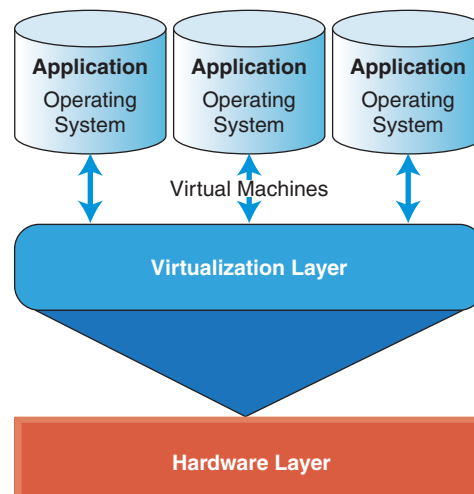 Application
Operating
System
Application
Operating
System
Application
Operating
System
Virtual Machines
Virtualization Layer
Hardware Layer